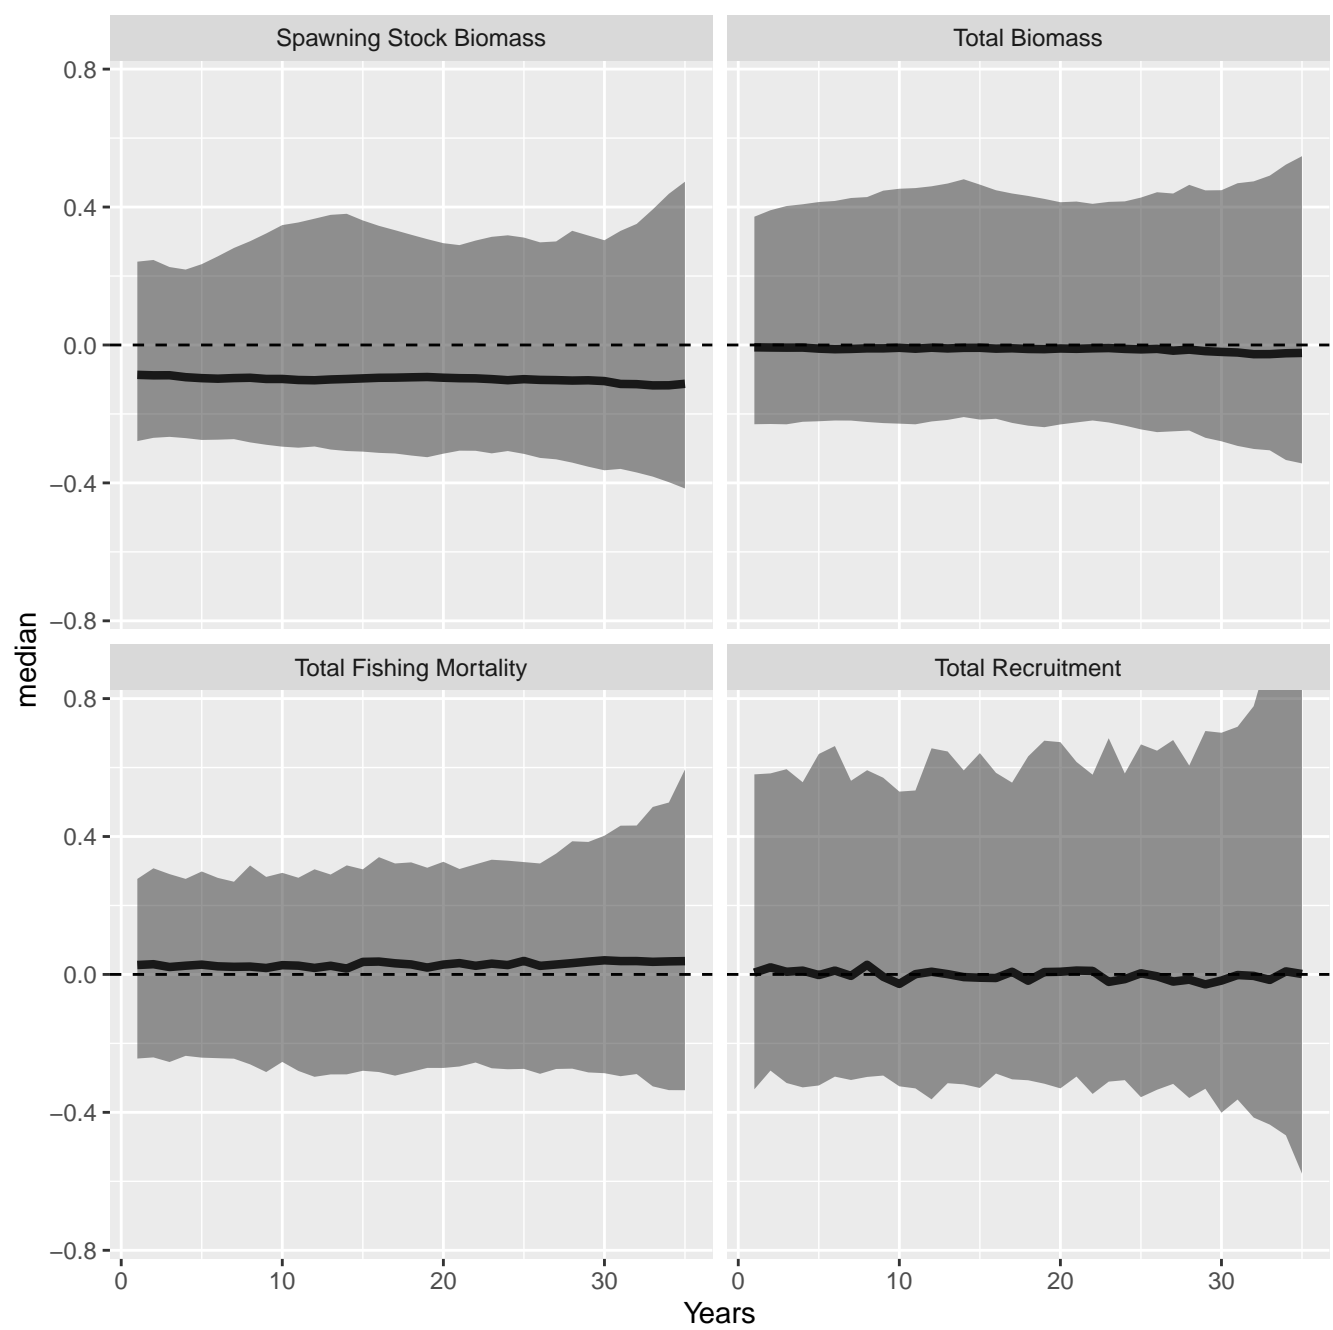 Spawning Stock Biomass
Total Biomass
0.8
0.4
0.0
−0.4
−0.8
median
Total Fishing Mortality
Total Recruitment
0.8
0.4
0.0
−0.4
−0.8
0 10 20 30
0 10 20 30
Years